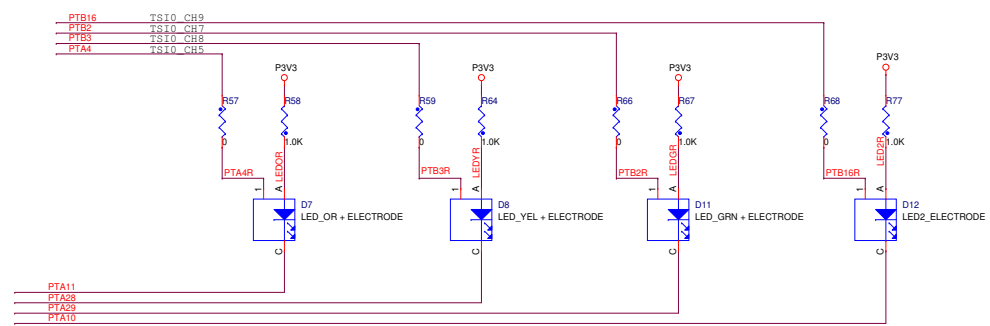 PTB16 TSI0_CH9
PTB2 TSI0_CH7
PTB3 TSI0_CH8
PTA4 TSI0_CH5
P3V3 P3V3 P3V3 P3V3
R57 R58 R59 R64 R66 R67 R68 R77
0 1.0K 0 1.0K 0 1.0K 0 1.0K
LEDOR LEDYR LEDGR LED2R
PTA4R PTB3R PTB2R PTB16R
1 A 1 A 1 A 1 A
D7 D8 D11 D12
LED_OR + ELECTRODE LED_YEL + ELECTRODE LED_GRN + ELECTRODE LED2_ELECTRODE
C C C C
PTA11
PTA28
PTA29
PTA10